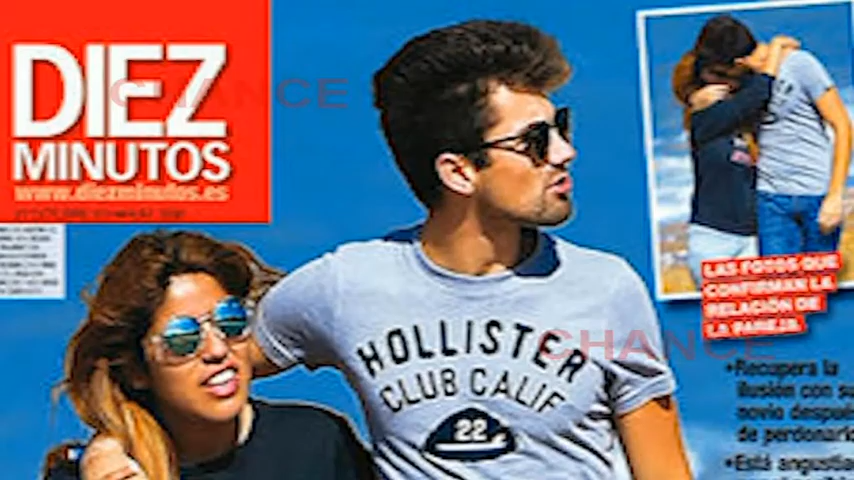 DIEZ
MINUTOS
www.diezminutos.es
CHANCE
HOLLISTER
CLUB CALIF
22
LAS FOTOS QUE
CONFIRMAN LA
RELACIÓN DE
LA PAREJA
CHANCE
•Recupera la
ilusión con su
novio después
de perdonarlo
•Está angustia